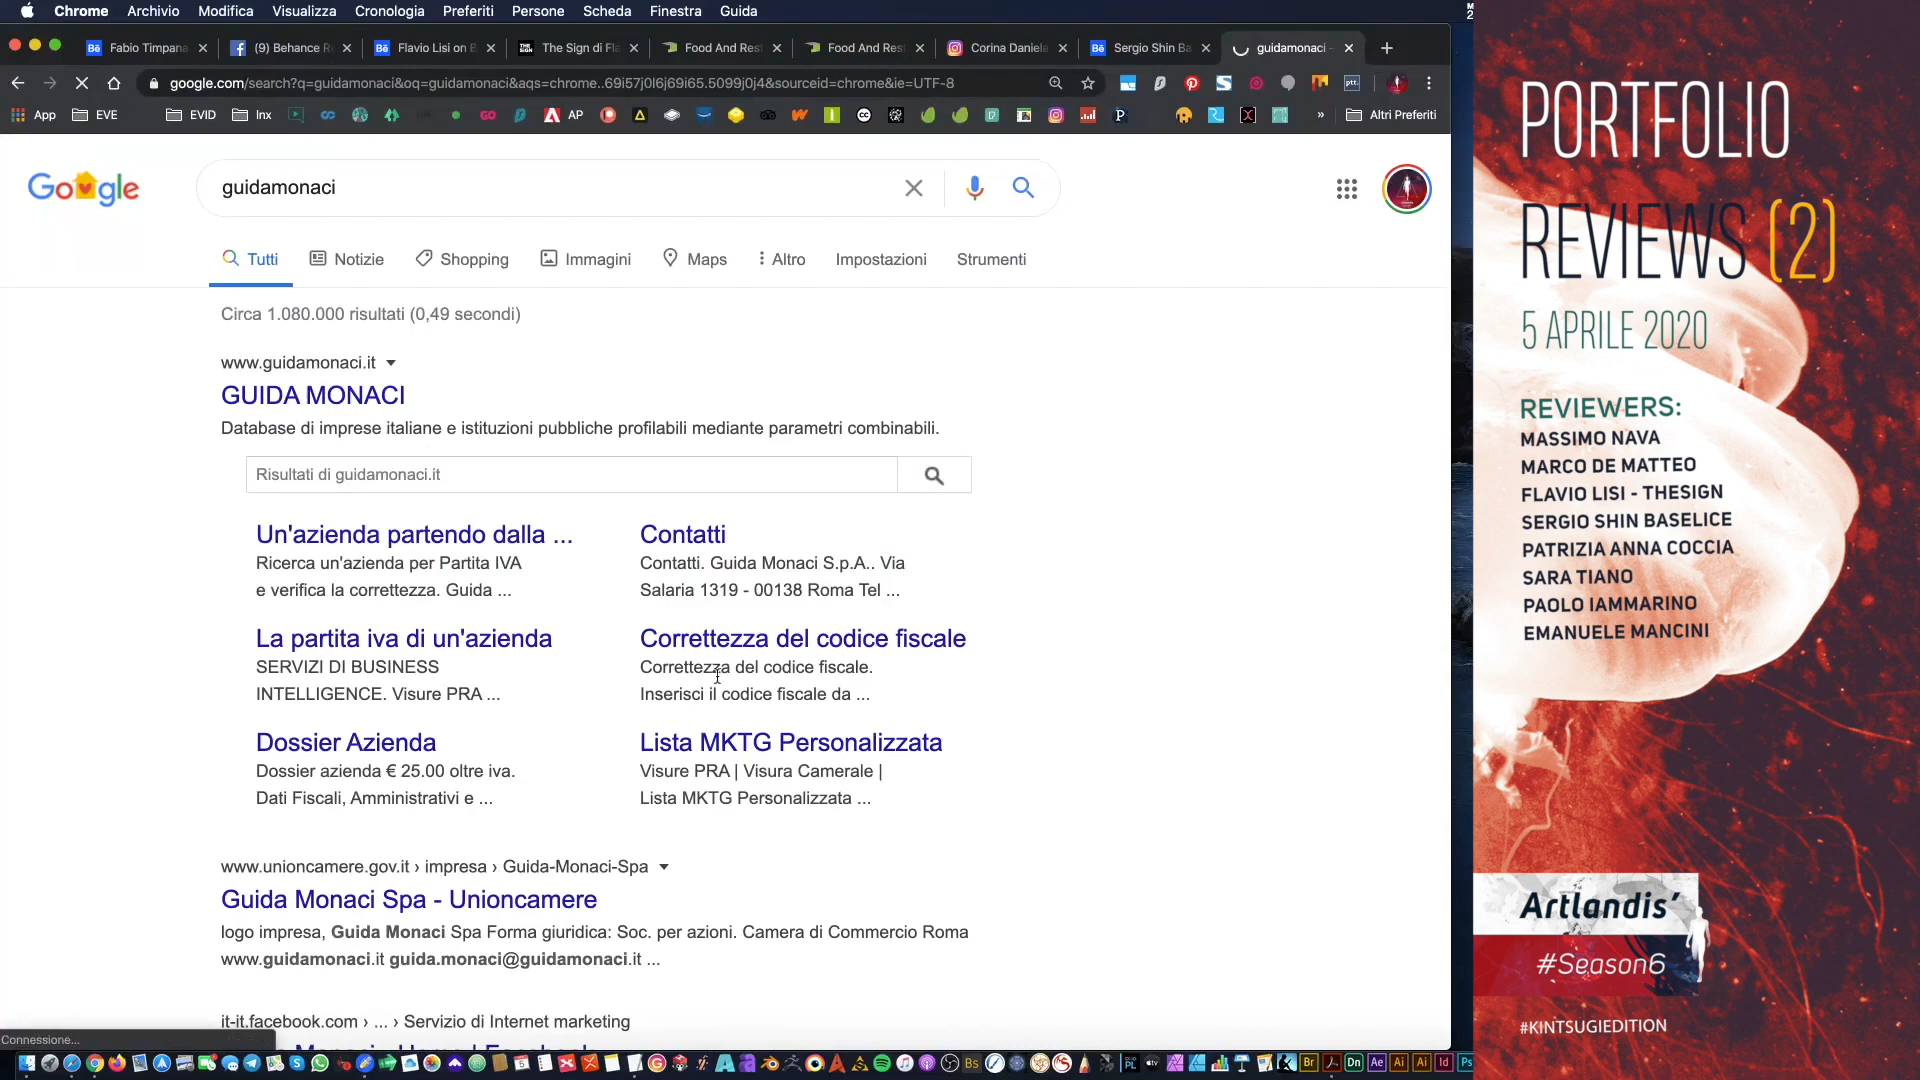 Chrome Archivio Modifica Visualizza Cronologia Preferiti Persone Scheda Finestra Guida
Fabio Timpana
(9) Behance R
Flavio Lisi on B
The Sign di Fla
Food And Res
Food And Res
Corina Daniela
Sergio Shin Ba
guidamonaci -
google.com/search?q=guidamonaci&oq=guidamonaci&aqs=chrome..69i57j0l6j69i65.5099j0j4&sourceid=chrome&ie=UTF-8
App EVE EVID Inx AP » Altri Preferiti
Google
guidamonaci
Tutti Notizie Shopping Immagini Maps Altro Impostazioni Strumenti
Circa 1.080.000 risultati (0,49 secondi)
www.guidamonaci.it
GUIDA MONACI
Database di imprese italiane e istituzioni pubbliche profilabili mediante parametri combinabili.
Risultati di guidamonaci.it
Un'azienda partendo dalla ...
Ricerca un'azienda per Partita IVA
e verifica la correttezza. Guida ...
Contatti
Contatti. Guida Monaci S.p.A.. Via
Salaria 1319 - 00138 Roma Tel ...
La partita iva di un'azienda
SERVIZI DI BUSINESS
INTELLIGENCE. Visure PRA ...
Correttezza del codice fiscale
Correttezza del codice fiscale.
Inserisci il codice fiscale da ...
Dossier Azienda
Dossier azienda € 25.00 oltre iva.
Dati Fiscali, Amministrativi e ...
Lista MKTG Personalizzata
Visure PRA | Visura Camerale |
Lista MKTG Personalizzata ...
www.unioncamere.gov.it › impresa › Guida-Monaci-Spa
Guida Monaci Spa - Unioncamere
logo impresa, Guida Monaci Spa Forma giuridica: Soc. per azioni. Camera di Commercio Roma
www.guidamonaci.it guida.monaci@guidamonaci.it ...
it-it.facebook.com › ... › Servizio di Internet marketing
Connessione...
PORTFOLIO
REVIEWS (2)
5 APRILE 2020
REVIEWERS:
MASSIMO NAVA
MARCO DE MATTEO
FLAVIO LISI - THESIGN
SERGIO SHIN BASELICE
PATRIZIA ANNA COCCIA
SARA TIANO
PAOLO IAMMARINO
EMANUELE MANCINI
Artlandis'
#Season6
#KINTSUGIEDITION